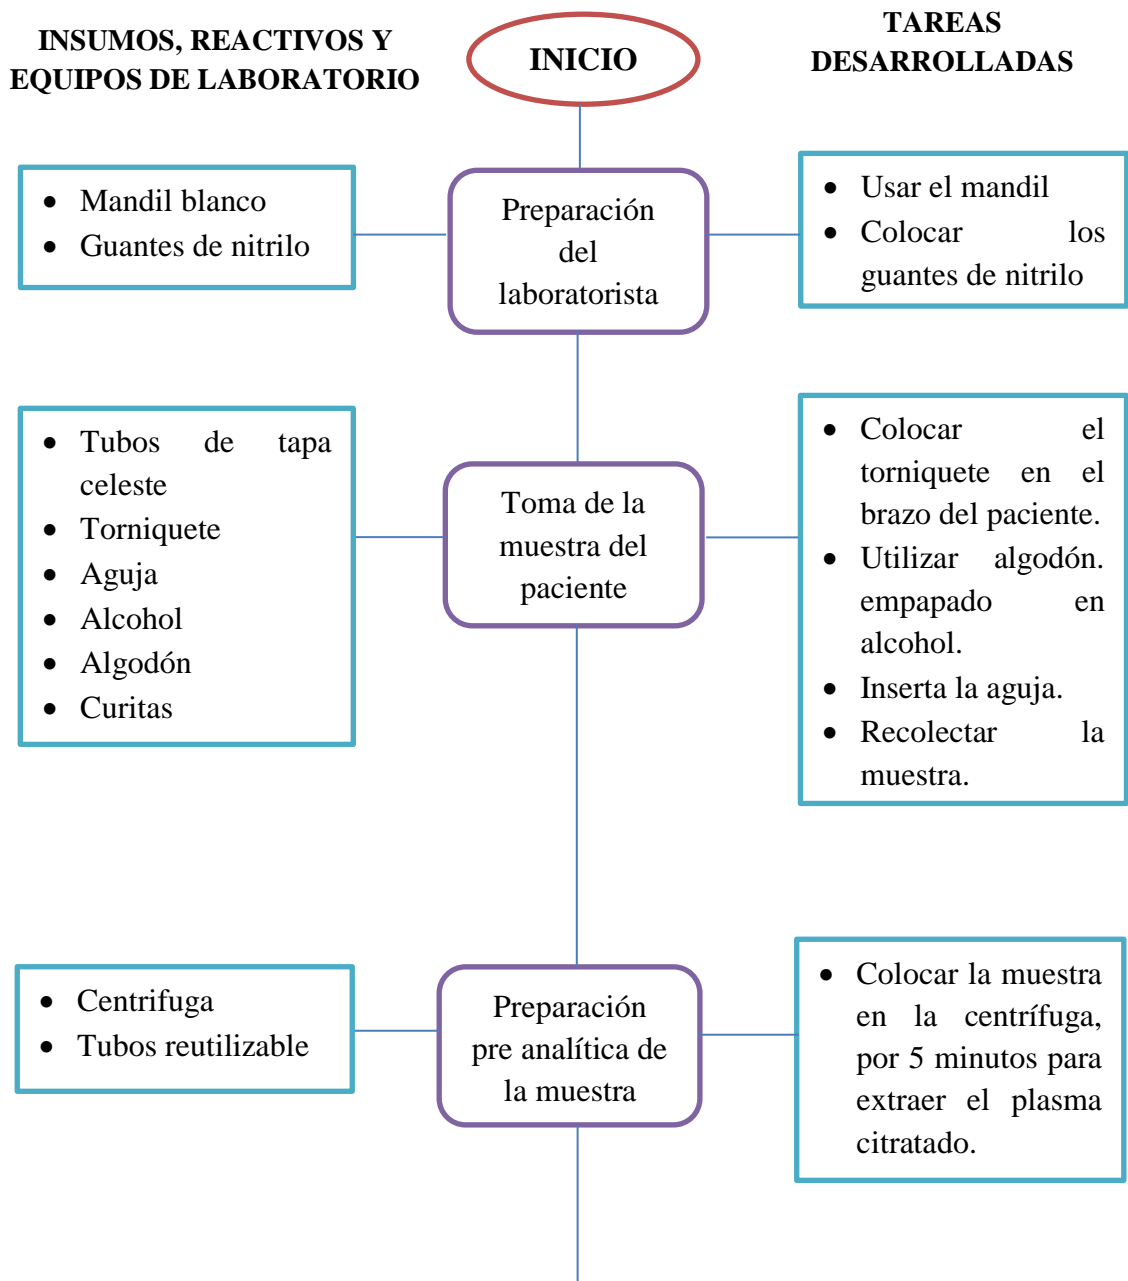 INSUMOS, REACTIVOS Y
EQUIPOS DE LABORATORIO
INICIO
TAREAS
DESARROLLADAS
• Mandil blanco
• Guantes de nitrilo
Preparación
del
laboratorista
• Usar el mandil
• Colocar los
guantes de nitrilo
• Tubos de tapa
celeste
• Torniquete
• Aguja
• Alcohol
• Algodón
• Curitas
Toma de la
muestra del
paciente
• Colocar el
torniquete en el
brazo del paciente.
• Utilizar algodón.
empapado en
alcohol.
• Inserta la aguja.
• Recolectar la
muestra.
• Centrifuga
• Tubos reutilizable
Preparación
pre analítica de
la muestra
• Colocar la muestra
en la centrífuga,
por 5 minutos para
extraer el plasma
citratado.